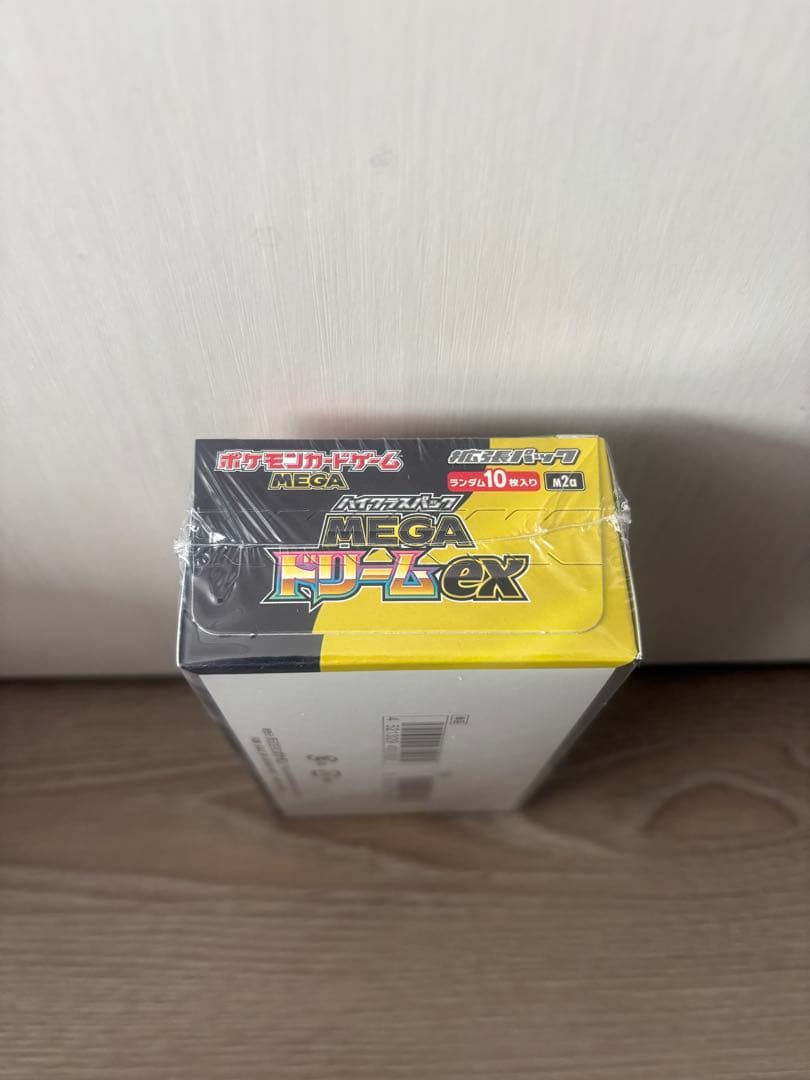 ポケモンカードゲーム
MEGA
拡張パック
ランダム10枚入り
M2a
ハイクラスパック
MEGA
ドリームex